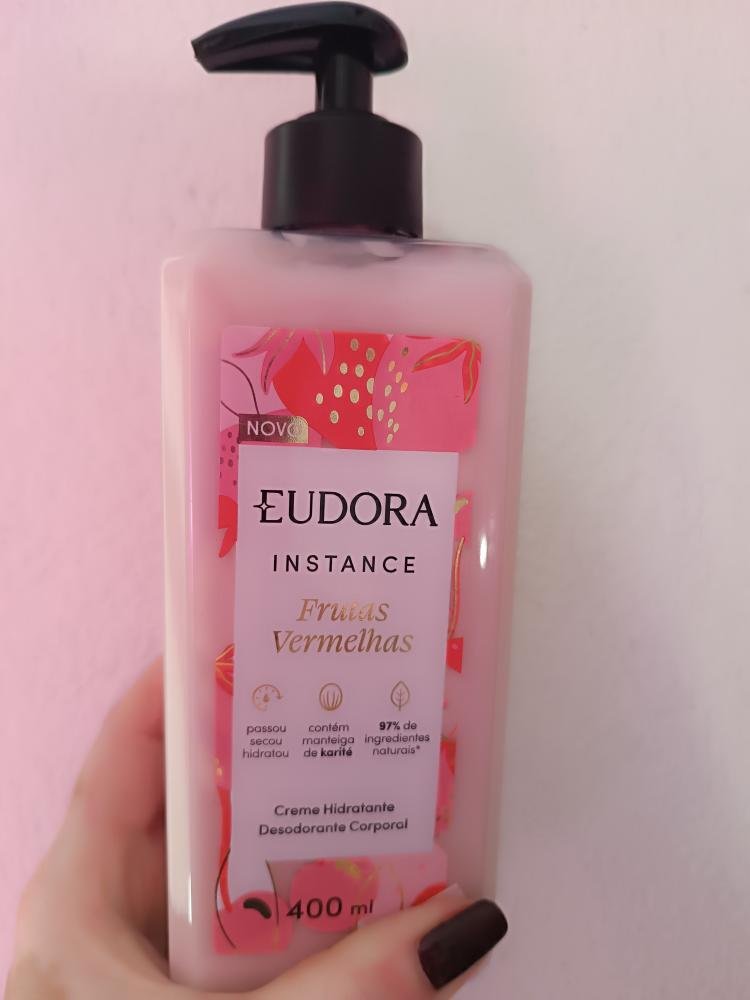 NOVO
EUDORA
INSTANCE
Frutas
Vermelhas
passou
secou
hidratou
contém
manteiga
de karité
97% de
ingredientes
naturais*
Creme Hidratante
Desodorante Corporal
400 ml